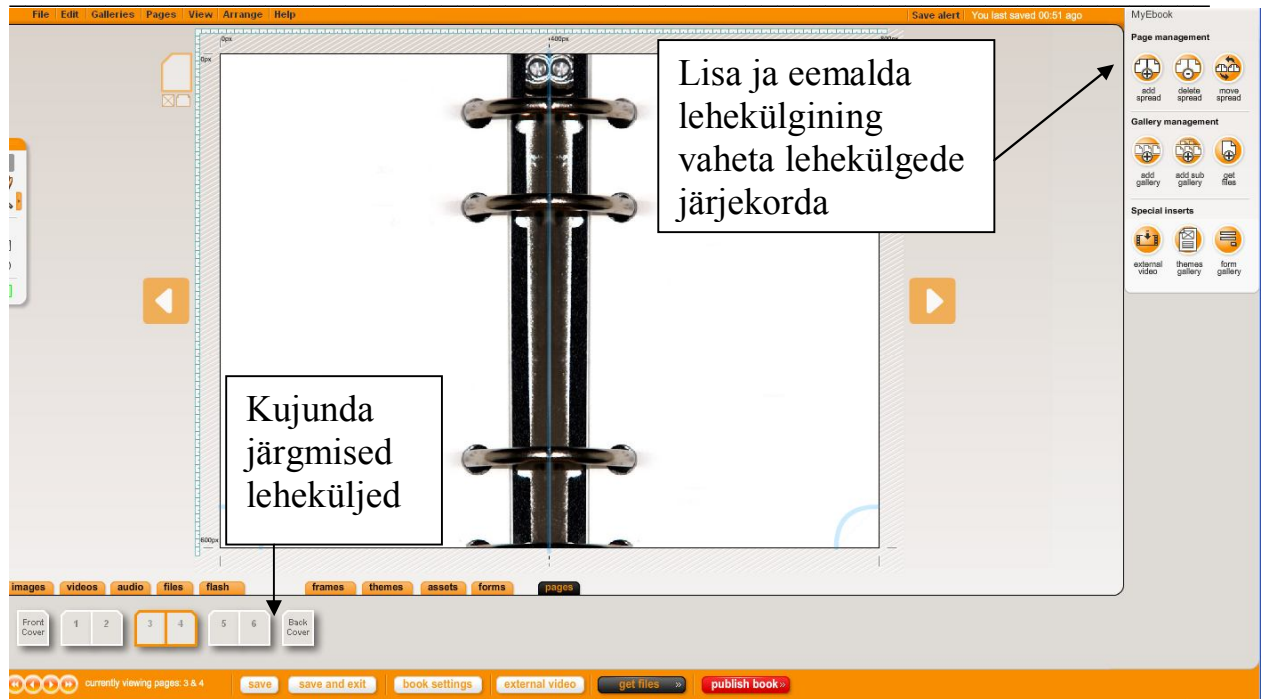 File Edit Galleries Pages View Arrange Help
Save alert You last saved 00:51 ago
MyEbook
Page management
add spread
delete spread
move spread
Gallery management
add gallery
add sub gallery
get files
Special inserts
external video
themes gallery
form gallery
0px
400px
0px
600px
Lisa ja eemalda
lehekülgining
vaheta lehekülgede
järjekorda
Kujunda
järgmised
leheküljed
images videos audio files flash frames themes assets forms pages
Front Cover
1 2 3 4 5 6
Back Cover
currently viewing pages: 3 & 4
save save and exit book settings external video get files » publish book»